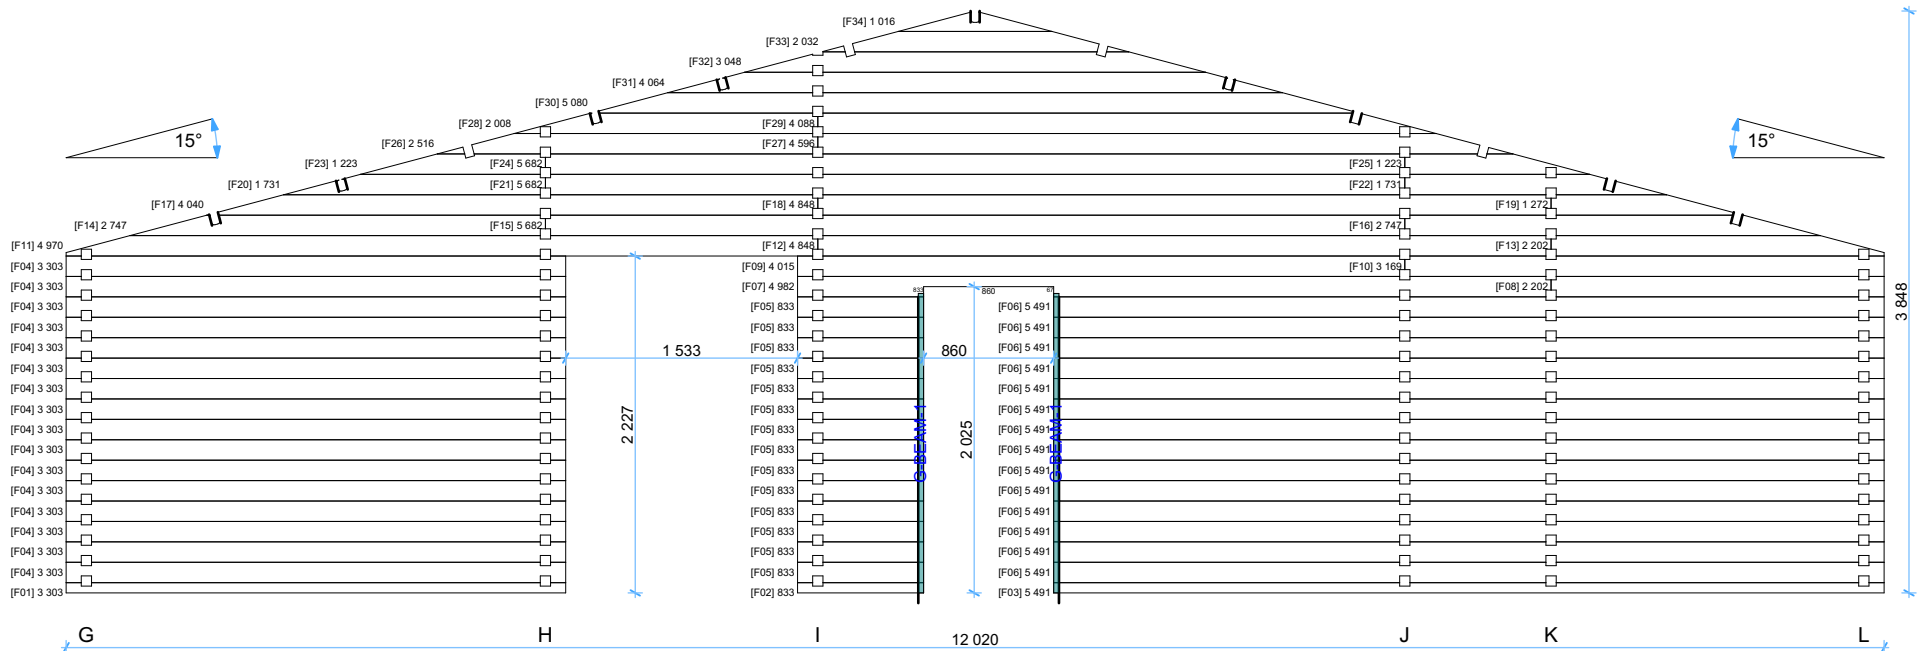 [F34] 1 016
[F33] 2 032
[F32] 3 048
[F31] 4 064
[F30] 5 080
[F28] 2 008
[F29] 4 088
[F26] 2 516
[F27] 4 596
15°
15°
[F23] 1 223
[F24] 5 682
[F25] 1 223
[F20] 1 731
[F21] 5 682
[F22] 1 731
[F17] 4 040
[F18] 4 848
[F19] 1 272
[F14] 2 747
[F15] 5 682
[F16] 2 747
[F11] 4 970
[F12] 4 848
[F13] 2 202
[F04] 3 303
[F09] 4 015
[F10] 3 169
[F04] 3 303
[F07] 4 982
833
860
67
[F08] 2 202
3 848
[F04] 3 303
[F05] 833
[F06] 5 491
[F04] 3 303
[F05] 833
[F06] 5 491
[F04] 3 303
[F05] 833
[F06] 5 491
1 533
860
[F04] 3 303
[F05] 833
[F06] 5 491
[F04] 3 303
[F05] 833
[F06] 5 491
[F04] 3 303
[F05] 833
[F06] 5 491
2 227
G-BEAM-1
2 025
G-BEAM-1
[F04] 3 303
[F05] 833
[F06] 5 491
[F04] 3 303
[F05] 833
[F06] 5 491
[F04] 3 303
[F05] 833
[F06] 5 491
[F04] 3 303
[F05] 833
[F06] 5 491
[F04] 3 303
[F05] 833
[F06] 5 491
[F04] 3 303
[F05] 833
[F06] 5 491
[F04] 3 303
[F05] 833
[F06] 5 491
[F04] 3 303
[F05] 833
[F06] 5 491
[F01] 3 303
[F02] 833
[F03] 5 491
G
H
I
J
K
L
12 020